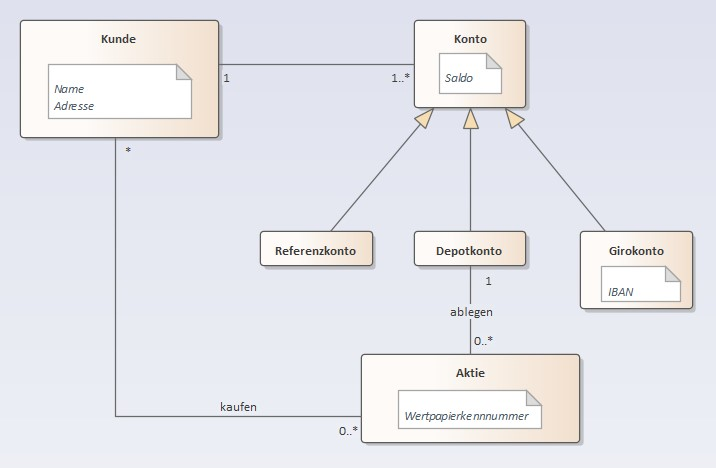 Kunde
Name
Adresse
Konto
Saldo
1
1..*
*
Referenzkonto
Depotkonto
Girokonto
IBAN
1
ablegen
0..*
Aktie
Wertpapierkennnummer
kaufen
0..*